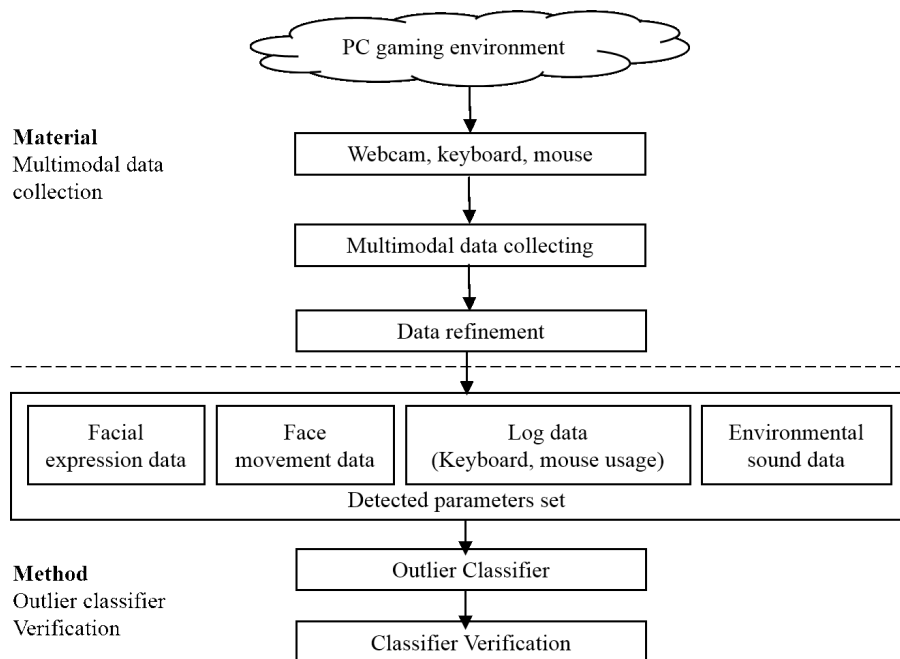 PC gaming environment
Material
Multimodal data
collection
Webcam, keyboard, mouse
Multimodal data collecting
Data refinement
Facial
expression data
Face
movement data
Log data
(Keyboard, mouse usage)
Environmental
sound data
Detected parameters set
Method
Outlier classifier
Verification
Outlier Classifier
Classifier Verification